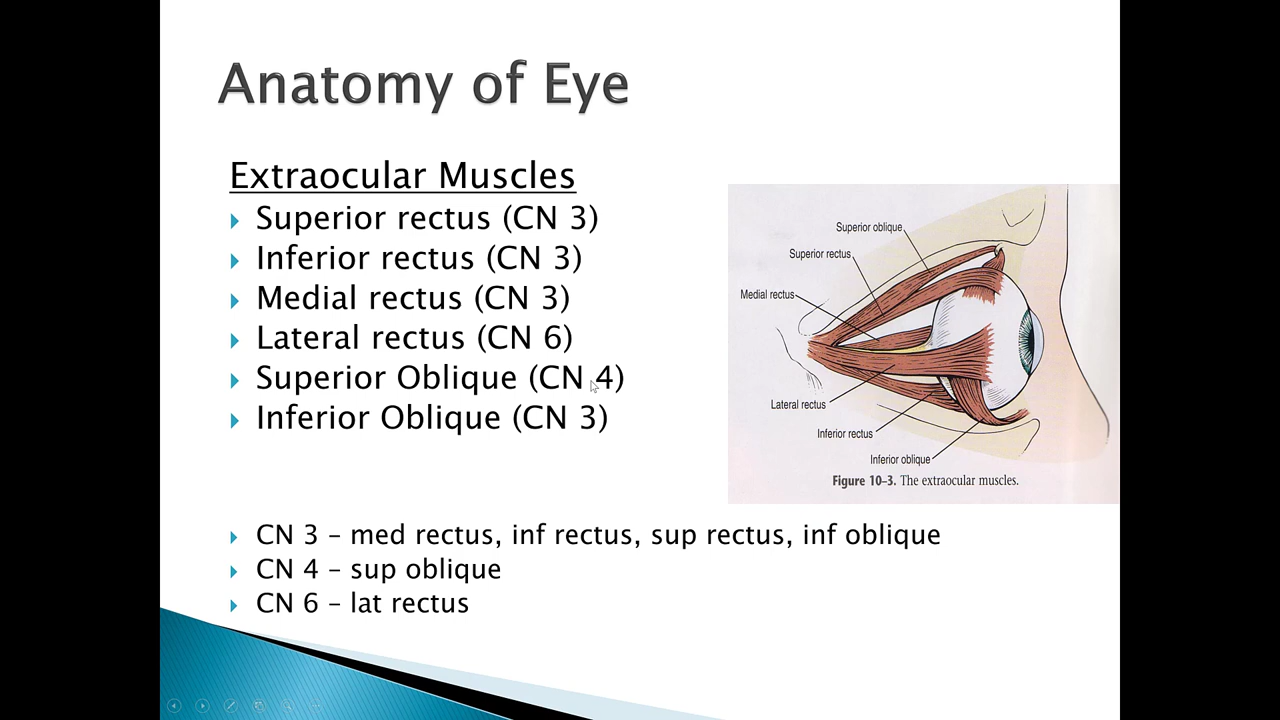 Anatomy of Eye
Extraocular Muscles
Superior rectus (CN 3)
Inferior rectus (CN 3)
Medial rectus (CN 3)
Lateral rectus (CN 6)
Superior Oblique (CN 4)
Inferior Oblique (CN 3)
Superior oblique
Superior rectus
Medial rectus
Lateral rectus
Inferior rectus
Inferior oblique
Figure 10–3. The extraocular muscles.
CN 3 – med rectus, inf rectus, sup rectus, inf oblique
CN 4 – sup oblique
CN 6 – lat rectus